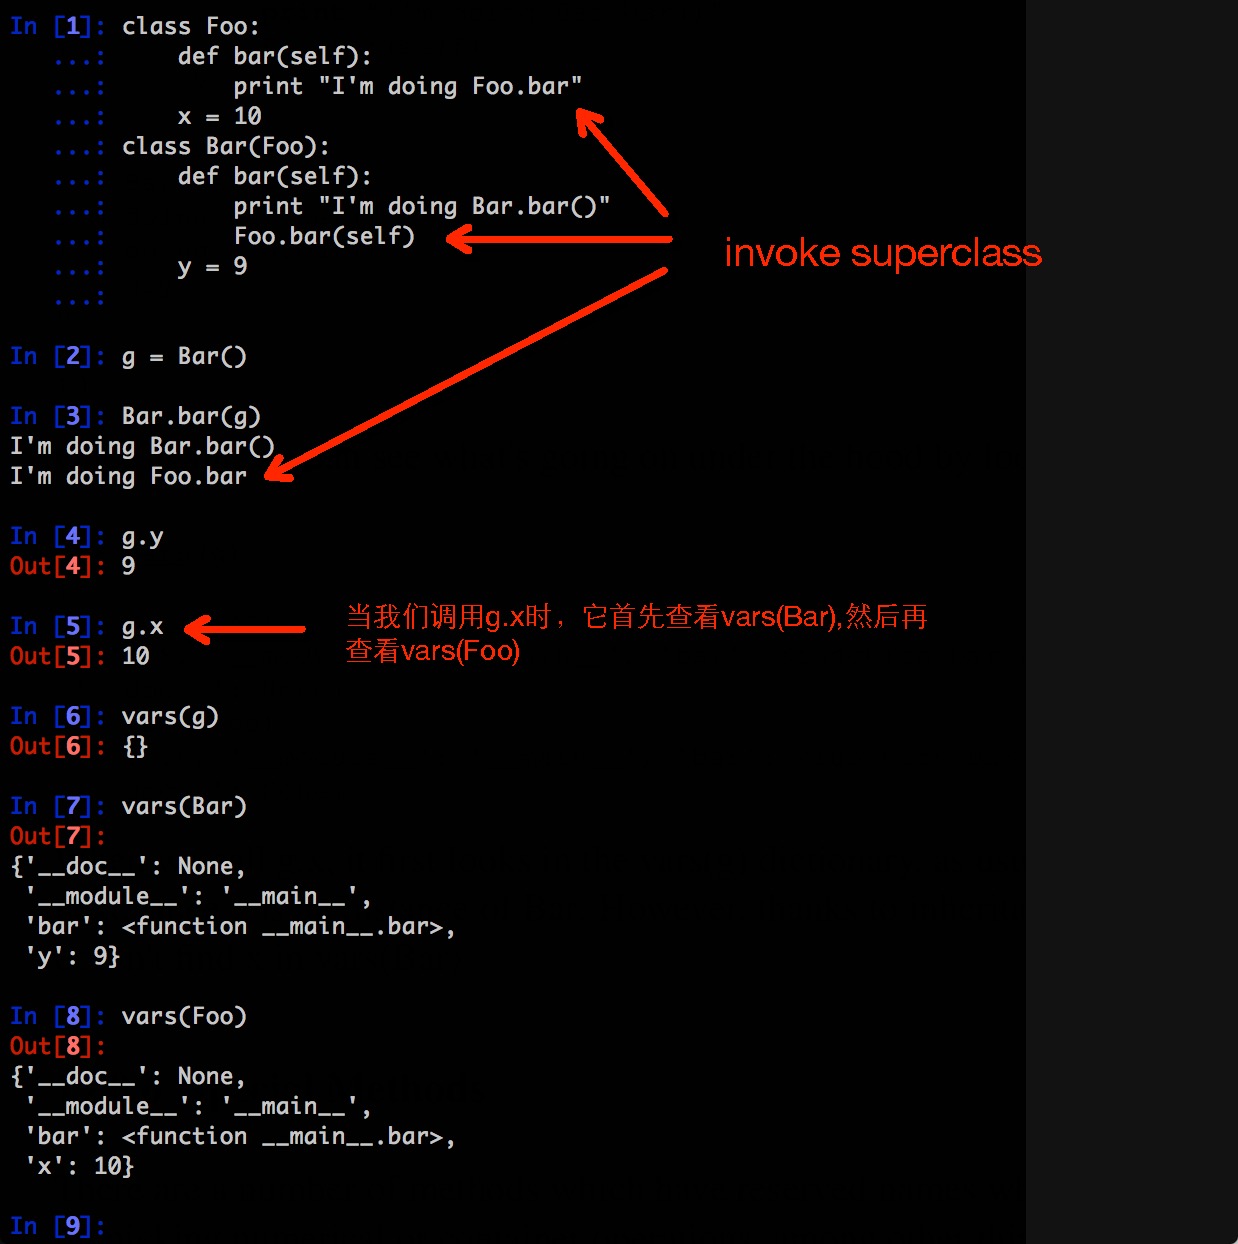 In [1]: class Foo:
   ...:     def bar(self):
   ...:         print "I'm doing Foo.bar"
   ...:     x = 10
   ...: class Bar(Foo):
   ...:     def bar(self):
   ...:         print "I'm doing Bar.bar()"
   ...:         Foo.bar(self)
invoke superclass
   ...:     y = 9
   ...:
In [2]: g = Bar()
In [3]: Bar.bar(g)
I'm doing Bar.bar()
I'm doing Foo.bar
In [4]: g.y
Out[4]: 9
In [5]: g.x
当我们调用g.x时，它首先查看vars(Bar),然后再
查看vars(Foo)
Out[5]: 10
In [6]: vars(g)
Out[6]: {}
In [7]: vars(Bar)
Out[7]:
{'__doc__': None,
 '__module__': '__main__',
 'bar': <function __main__.bar>,
 'y': 9}
In [8]: vars(Foo)
Out[8]:
{'__doc__': None,
 '__module__': '__main__',
 'bar': <function __main__.bar>,
 'x': 10}
In [9]: